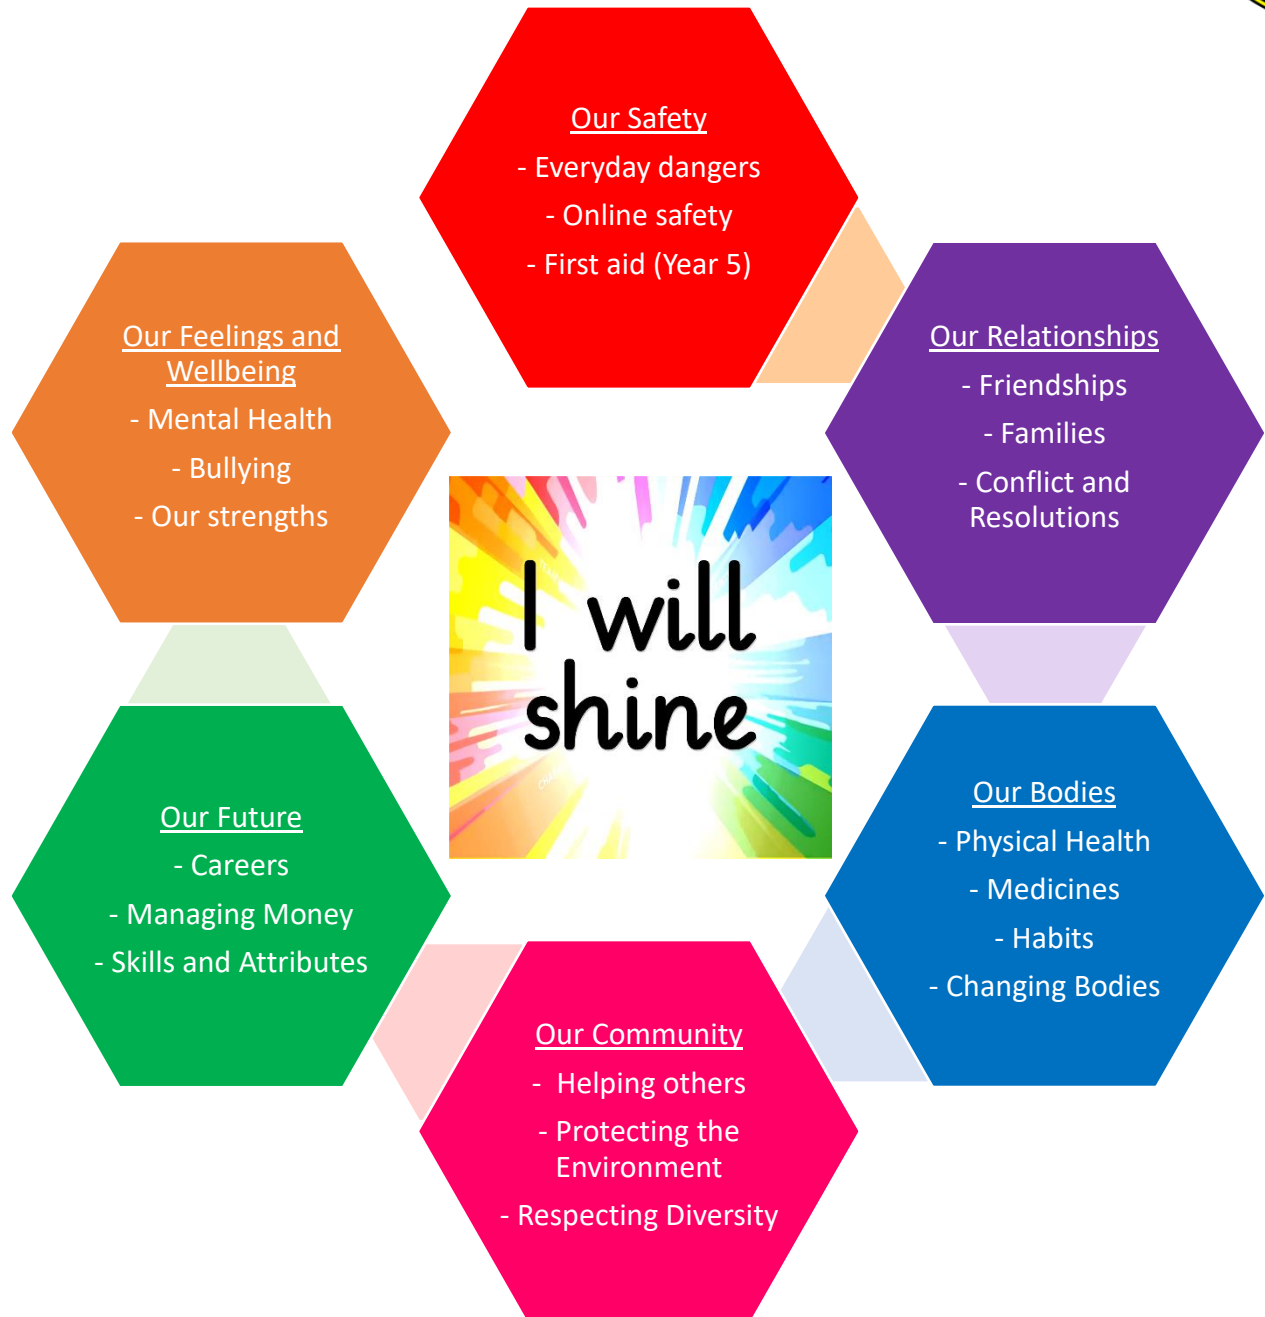 Our Safety
- Everyday dangers
- Online safety
- First aid (Year 5)
Our Relationships
- Friendships
- Families
- Conflict and
Resolutions
Our Bodies
- Physical Health
- Medicines
- Habits
- Changing Bodies
Our Community
- Helping others
- Protecting the
Environment
- Respecting Diversity
Our Future
- Careers
- Managing Money
- Skills and Attributes
Our Feelings and
Wellbeing
- Mental Health
- Bullying
- Our strengths
I will
shine